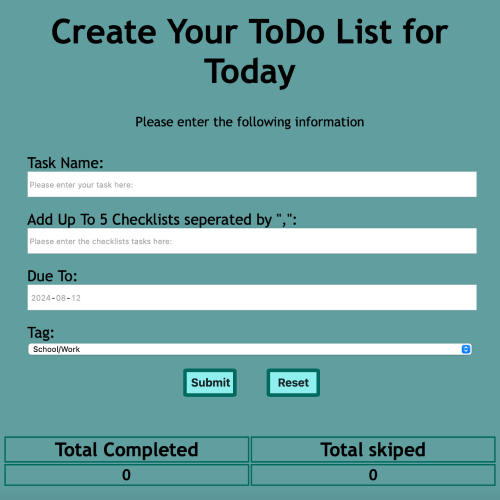 Create Your ToDo List for
Today
Please enter the following information
Task Name:
Please enter your task here:
Add Up To 5 Checklists seperated by ",":
Plaese enter the checklists tasks here:
Due To:
2024-08-12
Tag:
School/Work
Submit Reset
Total Completed Total skiped
0 0